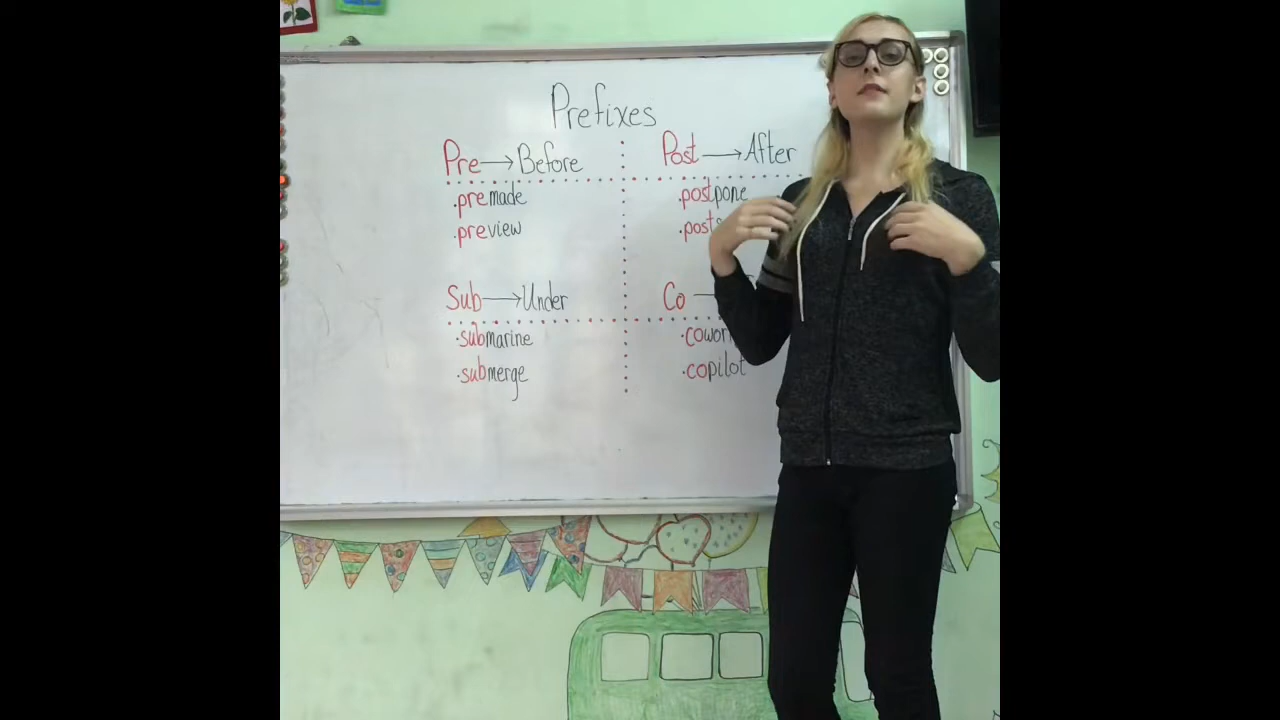 Prefixes
Pre→Before
.premade
.preview
Post→After
.postpone
Sub→Under
.submarine
.submerge
Co→
.copilot